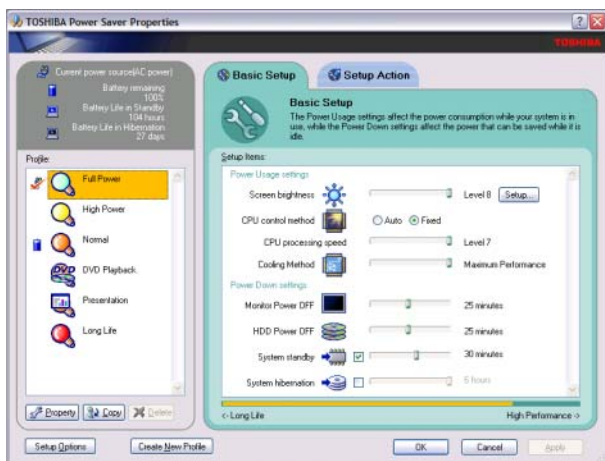 TOSHIBA Power Saver Properties
TOSHIBA
Current power source(AC power)
Battery remaining
100%
Battery Life in Standby
104 hours
Battery Life in Hibernation
27 days
Profile:
Full Power
High Power
Normal
DVD Playback
Presentation
Long Life
Property
Copy
Delete
Basic Setup
Setup Action
Basic Setup
The Power Usage settings affect the power consumption while your system is in
use, while the Power Down settings affect the power that can be saved while it is
idle.
Setup Items:
Power Usage settings
Screen brightness Level 8 Setup...
CPU control method Auto Fixed
CPU processing speed Level 7
Cooling Method Maximum Performance
Power Down settings
Monitor Power OFF 25 minutes
HDD Power OFF 25 minutes
System standby 30 minutes
System hibernation 6 hours
<- Long Life High Performance ->
Setup Options
Create New Profile
OK
Cancel
Apply